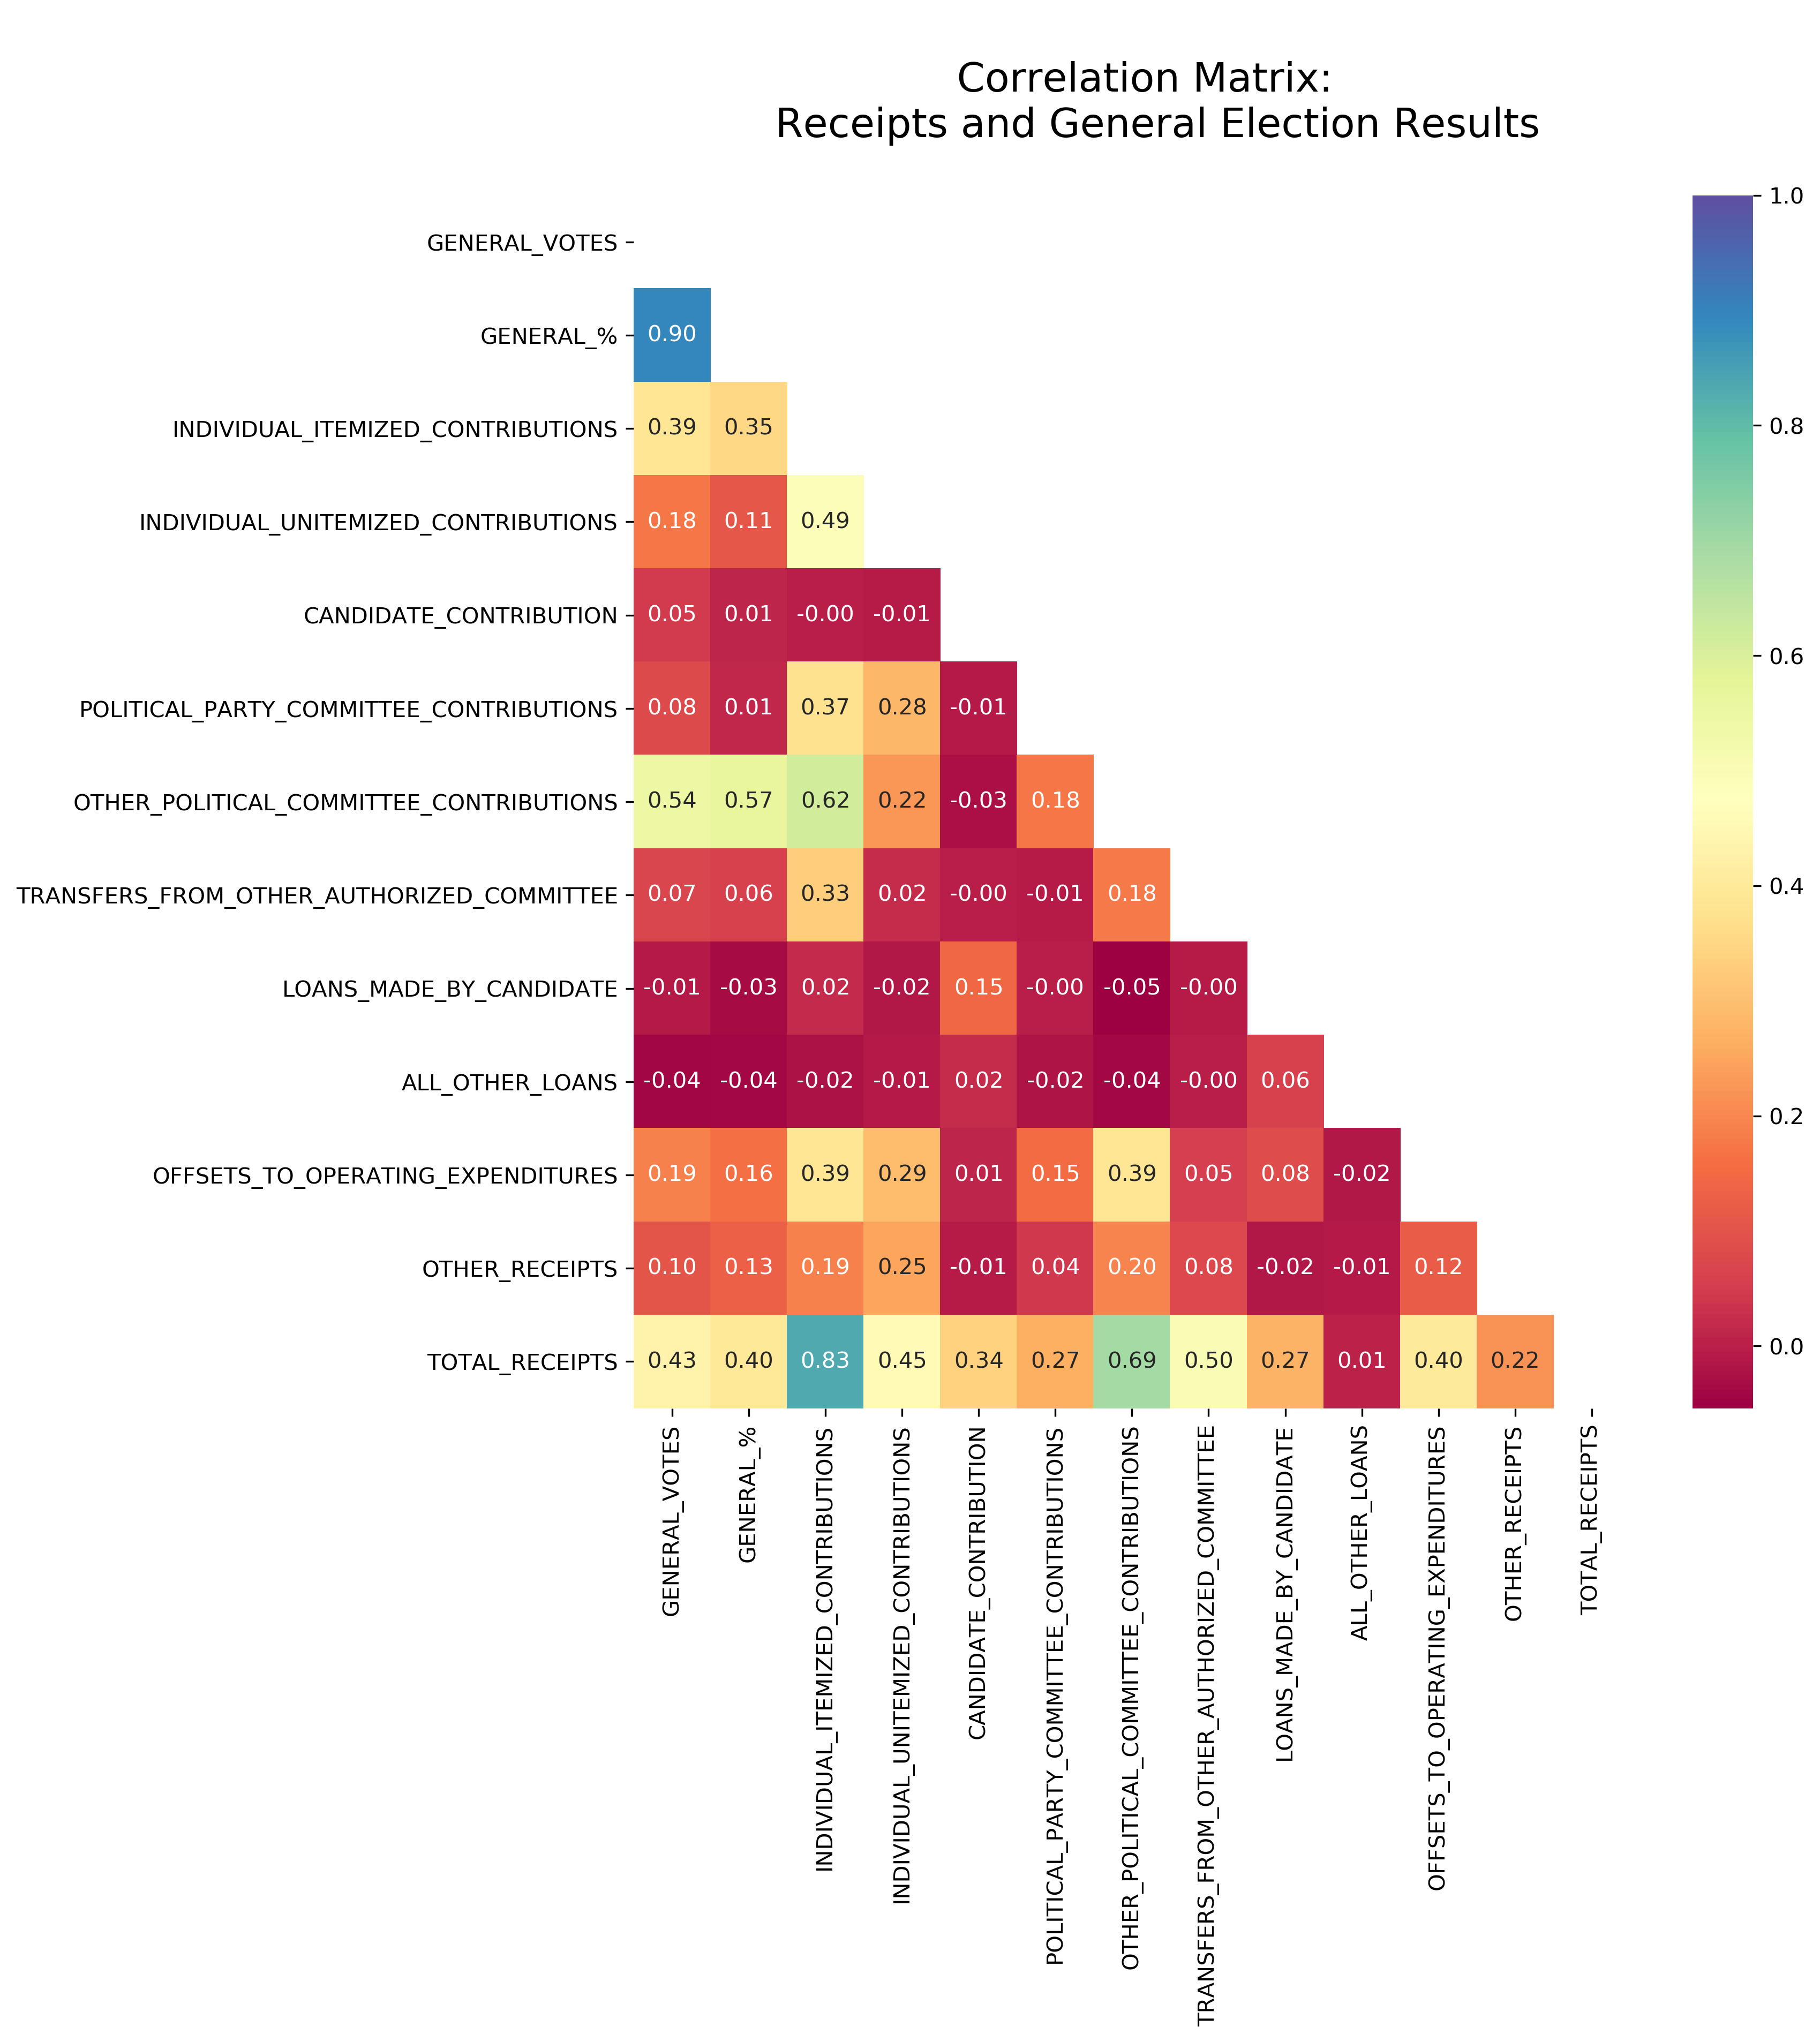 Correlation Matrix:
Receipts and General Election Results
1.0
GENERAL_VOTES
GENERAL_% 0.90
INDIVIDUAL_ITEMIZED_CONTRIBUTIONS 0.39 0.35
0.8
INDIVIDUAL_UNITEMIZED_CONTRIBUTIONS 0.18 0.11 0.49
CANDIDATE_CONTRIBUTION 0.05 0.01 -0.00 -0.01
0.6
POLITICAL_PARTY_COMMITTEE_CONTRIBUTIONS 0.08 0.01 0.37 0.28 -0.01
OTHER_POLITICAL_COMMITTEE_CONTRIBUTIONS 0.54 0.57 0.62 0.22 -0.03 0.18
0.4
TRANSFERS_FROM_OTHER_AUTHORIZED_COMMITTEE 0.07 0.06 0.33 0.02 -0.00 -0.01 0.18
LOANS_MADE_BY_CANDIDATE -0.01 -0.03 0.02 -0.02 0.15 -0.00 -0.05 -0.00
ALL_OTHER_LOANS -0.04 -0.04 -0.02 -0.01 0.02 -0.02 -0.04 -0.00 0.06
0.2
OFFSETS_TO_OPERATING_EXPENDITURES 0.19 0.16 0.39 0.29 0.01 0.15 0.39 0.05 0.08 -0.02
OTHER_RECEIPTS 0.10 0.13 0.19 0.25 -0.01 0.04 0.20 0.08 -0.02 -0.01 0.12
0.0
TOTAL_RECEIPTS 0.43 0.40 0.83 0.45 0.34 0.27 0.69 0.50 0.27 0.01 0.40 0.22
GENERAL_VOTES
GENERAL_%
INDIVIDUAL_ITEMIZED_CONTRIBUTIONS
INDIVIDUAL_UNITEMIZED_CONTRIBUTIONS
CANDIDATE_CONTRIBUTION
POLITICAL_PARTY_COMMITTEE_CONTRIBUTIONS
OTHER_POLITICAL_COMMITTEE_CONTRIBUTIONS
TRANSFERS_FROM_OTHER_AUTHORIZED_COMMITTEE
LOANS_MADE_BY_CANDIDATE
ALL_OTHER_LOANS
OFFSETS_TO_OPERATING_EXPENDITURES
OTHER_RECEIPTS
TOTAL_RECEIPTS